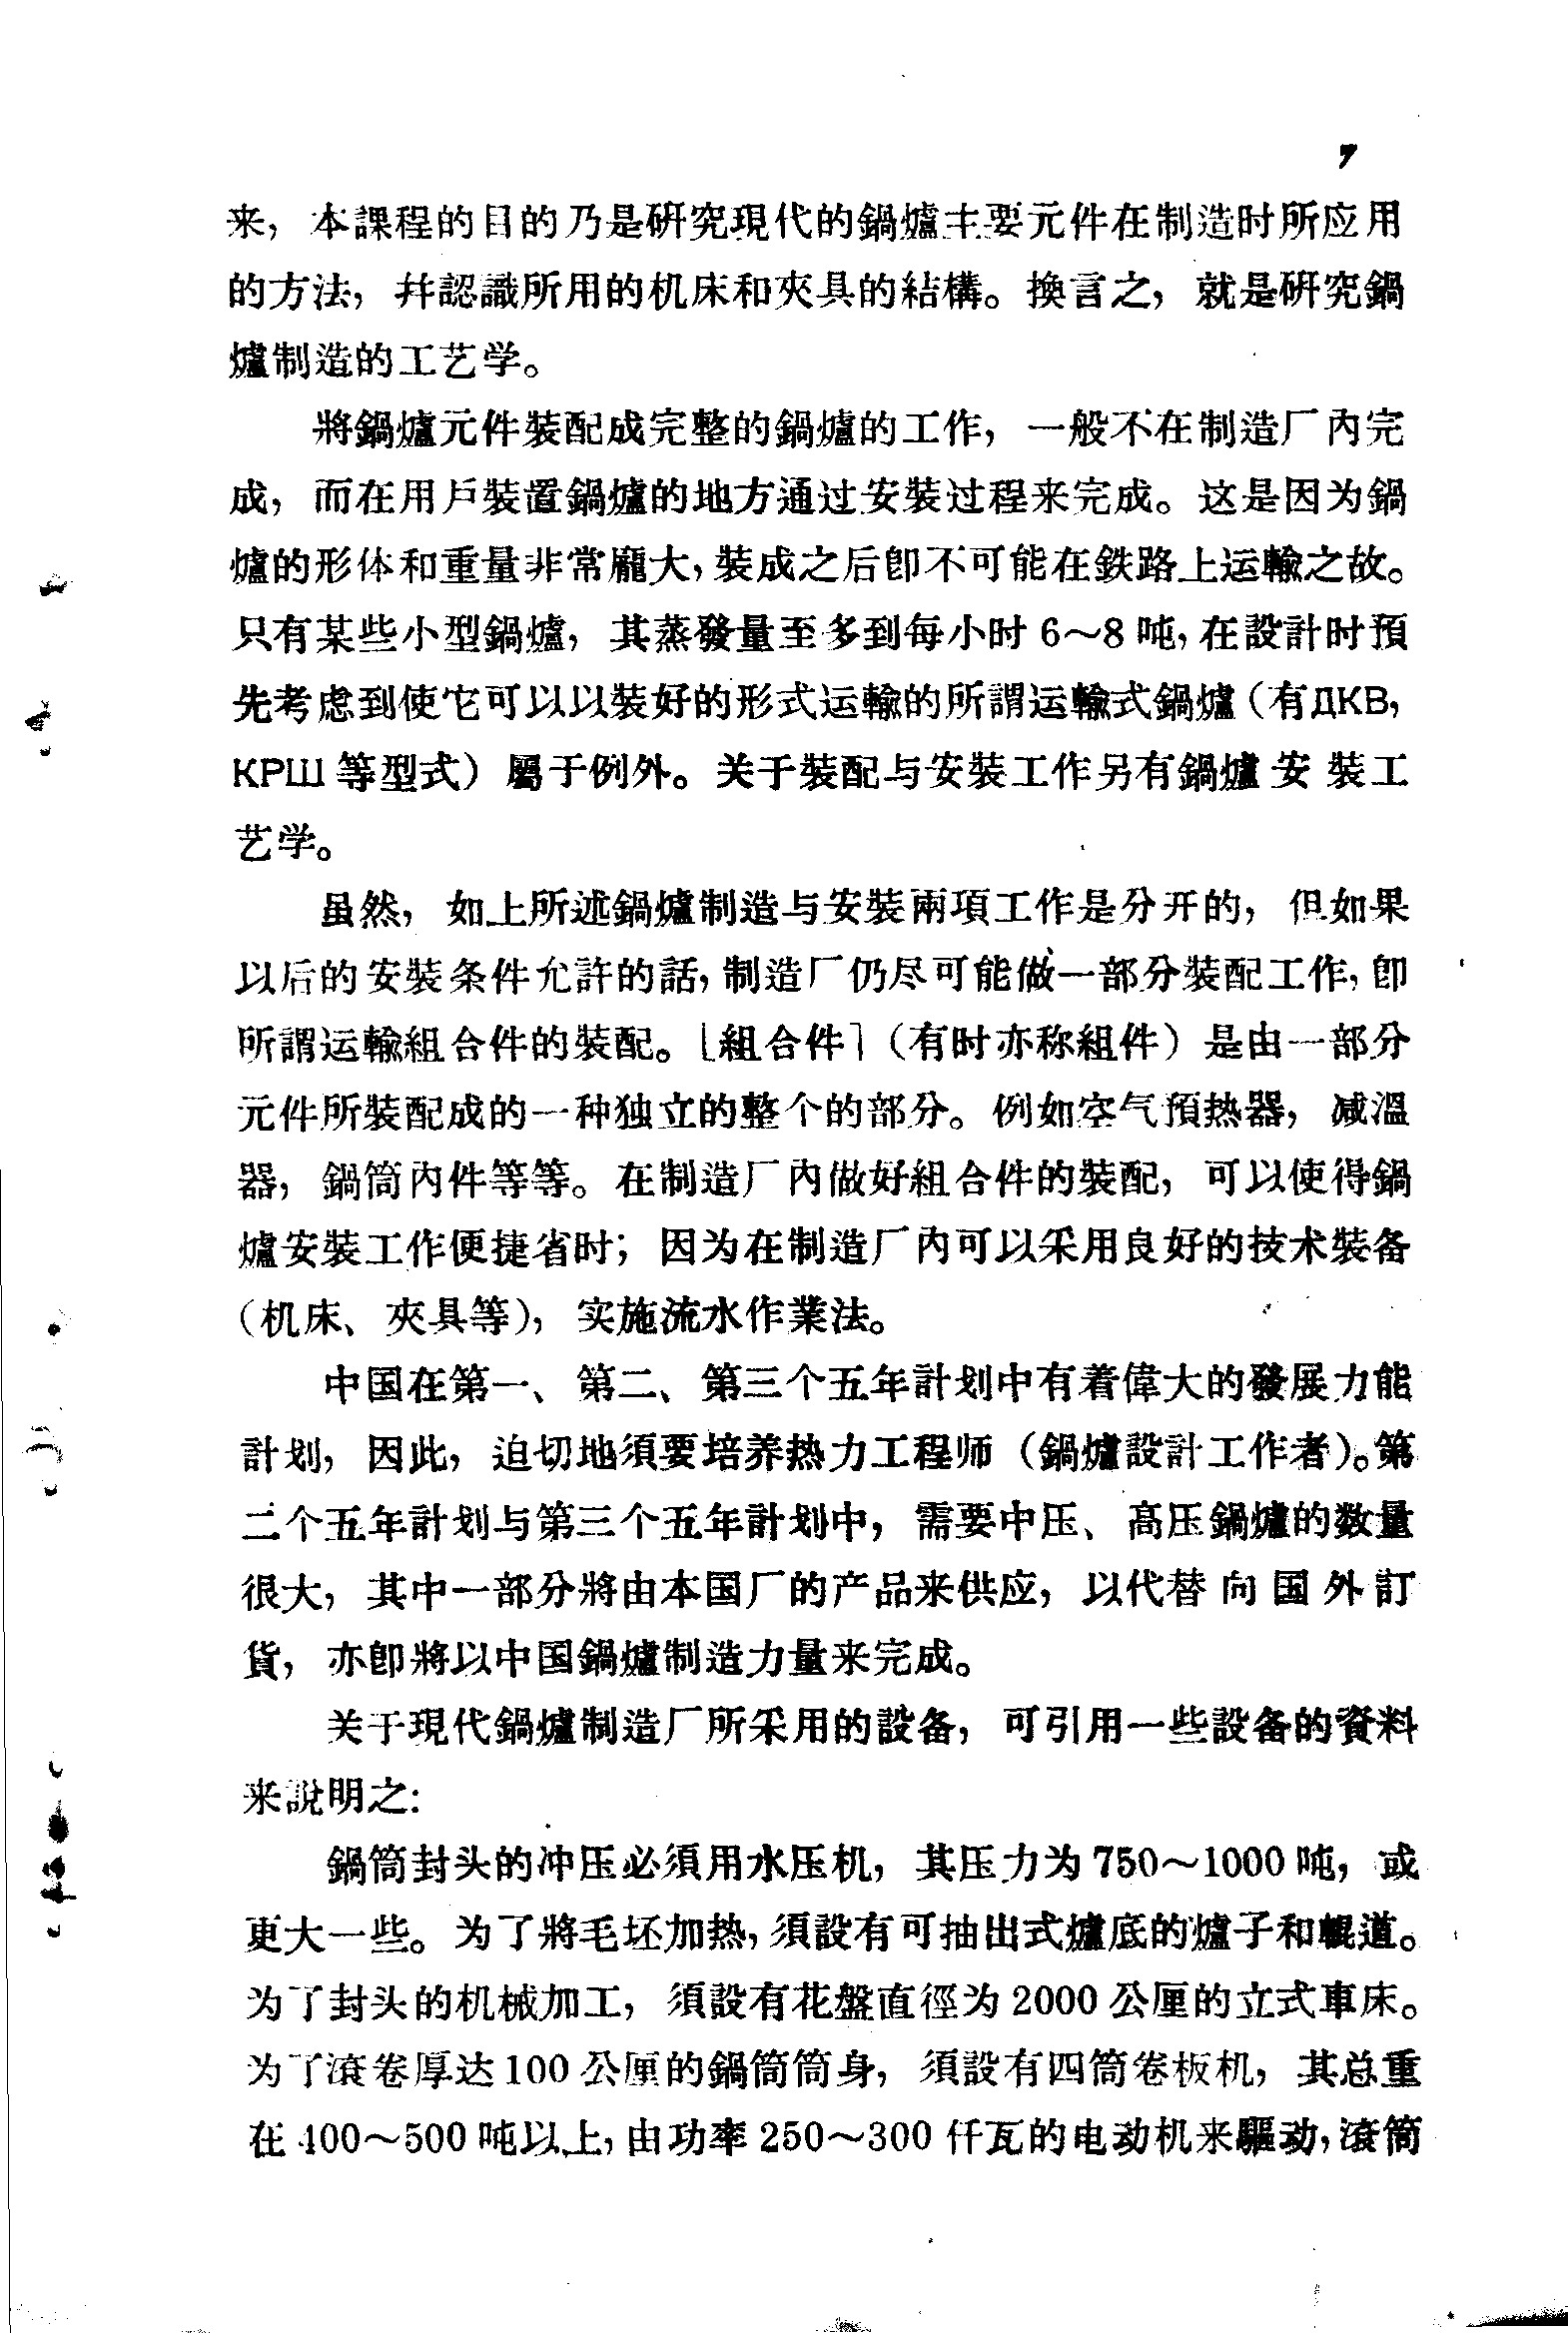 7
来，本課程的目的乃是研究現代的鍋爐主要元件在制造时所应用
的方法，幷認識所用的机床和夾具的結構。換言之，就是研究鍋
爐制造的工艺学。
將鍋爐元件裝配成完整的鍋爐的工作，一般不在制造厂內完
成，而在用戶裝置鍋爐的地方通过安裝过程来完成。这是因为鍋
爐的形体和重量非常龐大，裝成之后卽不可能在鉄路上运輸之故。
只有某些小型鍋爐，其蒸發量至多到每小时 6～8 吨，在設計时預
先考虑到使它可以以裝好的形式运輸的所謂运輸式鍋爐（有ДКВ，
КРШ 等型式）屬于例外。关于裝配与安裝工作另有鍋爐安裝工
艺学。
虽然，如上所述鍋爐制造与安裝兩項工作是分开的，但如果
以后的安裝条件允許的話，制造厂仍尽可能做一部分裝配工作，卽
所謂运輸組合件的裝配。⌊組合件⌉（有时亦称組件）是由一部分
元件所裝配成的一种独立的整个的部分。例如空气預热器，减溫
器，鍋筒內件等等。在制造厂內做好組合件的裝配，可以使得鍋
爐安裝工作便捷省时；因为在制造厂內可以采用良好的技术裝备
（机床、夾具等），实施流水作業法。
中国在第一、第二、第三个五年計划中有着偉大的發展力能
計划，因此，迫切地須要培养热力工程师（鍋爐設計工作者）。第
二个五年計划与第三个五年計划中，需要中压、高压鍋爐的数量
很大，其中一部分將由本国厂的产品来供应，以代替向国外訂
貨，亦卽將以中国鍋爐制造力量来完成。
关于現代鍋爐制造厂所采用的設备，可引用一些設备的資料
来說明之：
鍋筒封头的冲压必須用水压机，其压力为 750～1000 吨，或
更大一些。为了將毛坯加热，須設有可抽出式爐底的爐子和輥道。
为了封头的机械加工，須設有花盤直徑为 2000 公厘的立式車床。
为了滾卷厚达 100 公厘的鍋筒筒身，須設有四筒卷板机，其总重
在 400～500 吨以上，由功率 250～300 仟瓦的电动机来驅动，滾筒